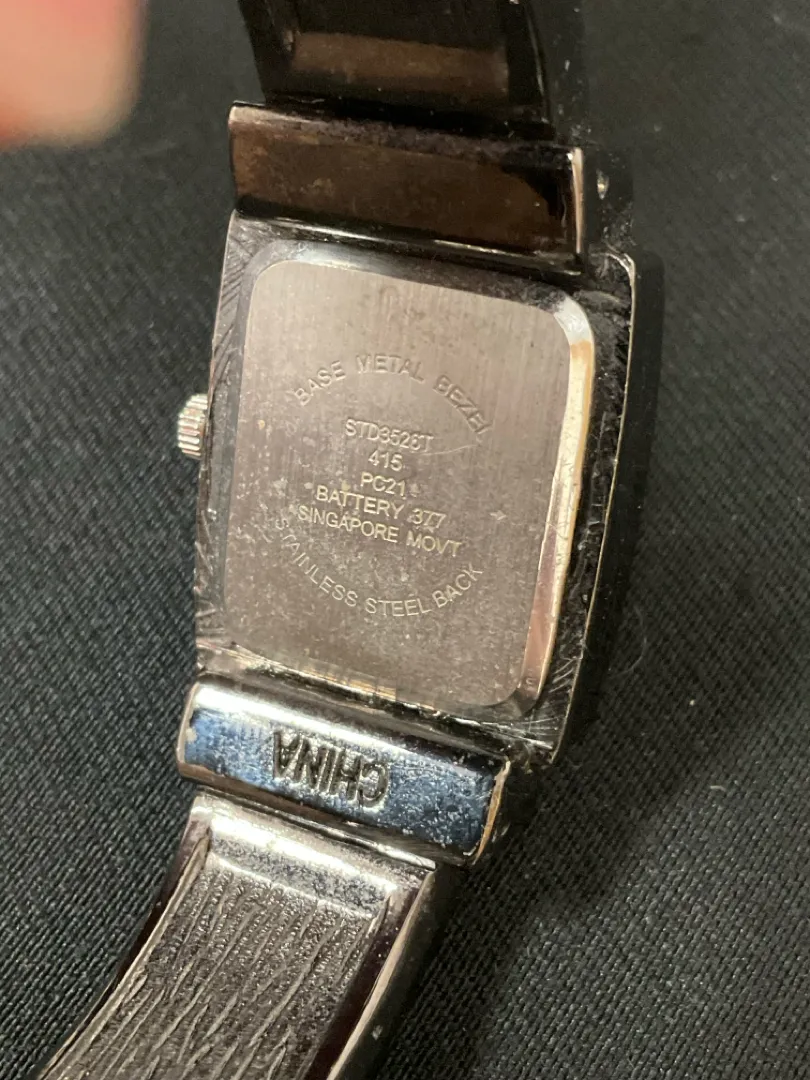 BASE METAL BEZEL
STD3526T
415
PC21
BATTERY 377
SINGAPORE MOVT
STAINLESS STEEL BACK
CHINA